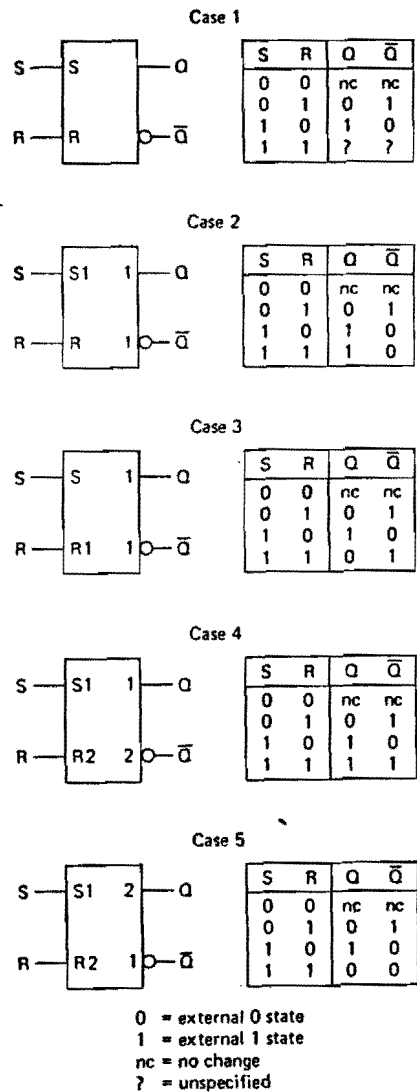 Case 1
S S Q
R R Q̅
S R Q Q̅
0 0 nc nc
0 1 0 1
1 0 1 0
1 1 ? ?
Case 2
S S1 1 Q
R R 1 Q̅
S R Q Q̅
0 0 nc nc
0 1 0 1
1 0 1 0
1 1 1 0
Case 3
S S 1 Q
R R1 1 Q̅
S R Q Q̅
0 0 nc nc
0 1 0 1
1 0 1 0
1 1 0 1
Case 4
S S1 1 Q
R R2 2 Q̅
S R Q Q̅
0 0 nc nc
0 1 0 1
1 0 1 0
1 1 1 1
Case 5
S S1 2 Q
R R2 1 Q̅
S R Q Q̅
0 0 nc nc
0 1 0 1
1 0 1 0
1 1 0 0
0 = external 0 state
1 = external 1 state
nc = no change
? = unspecified